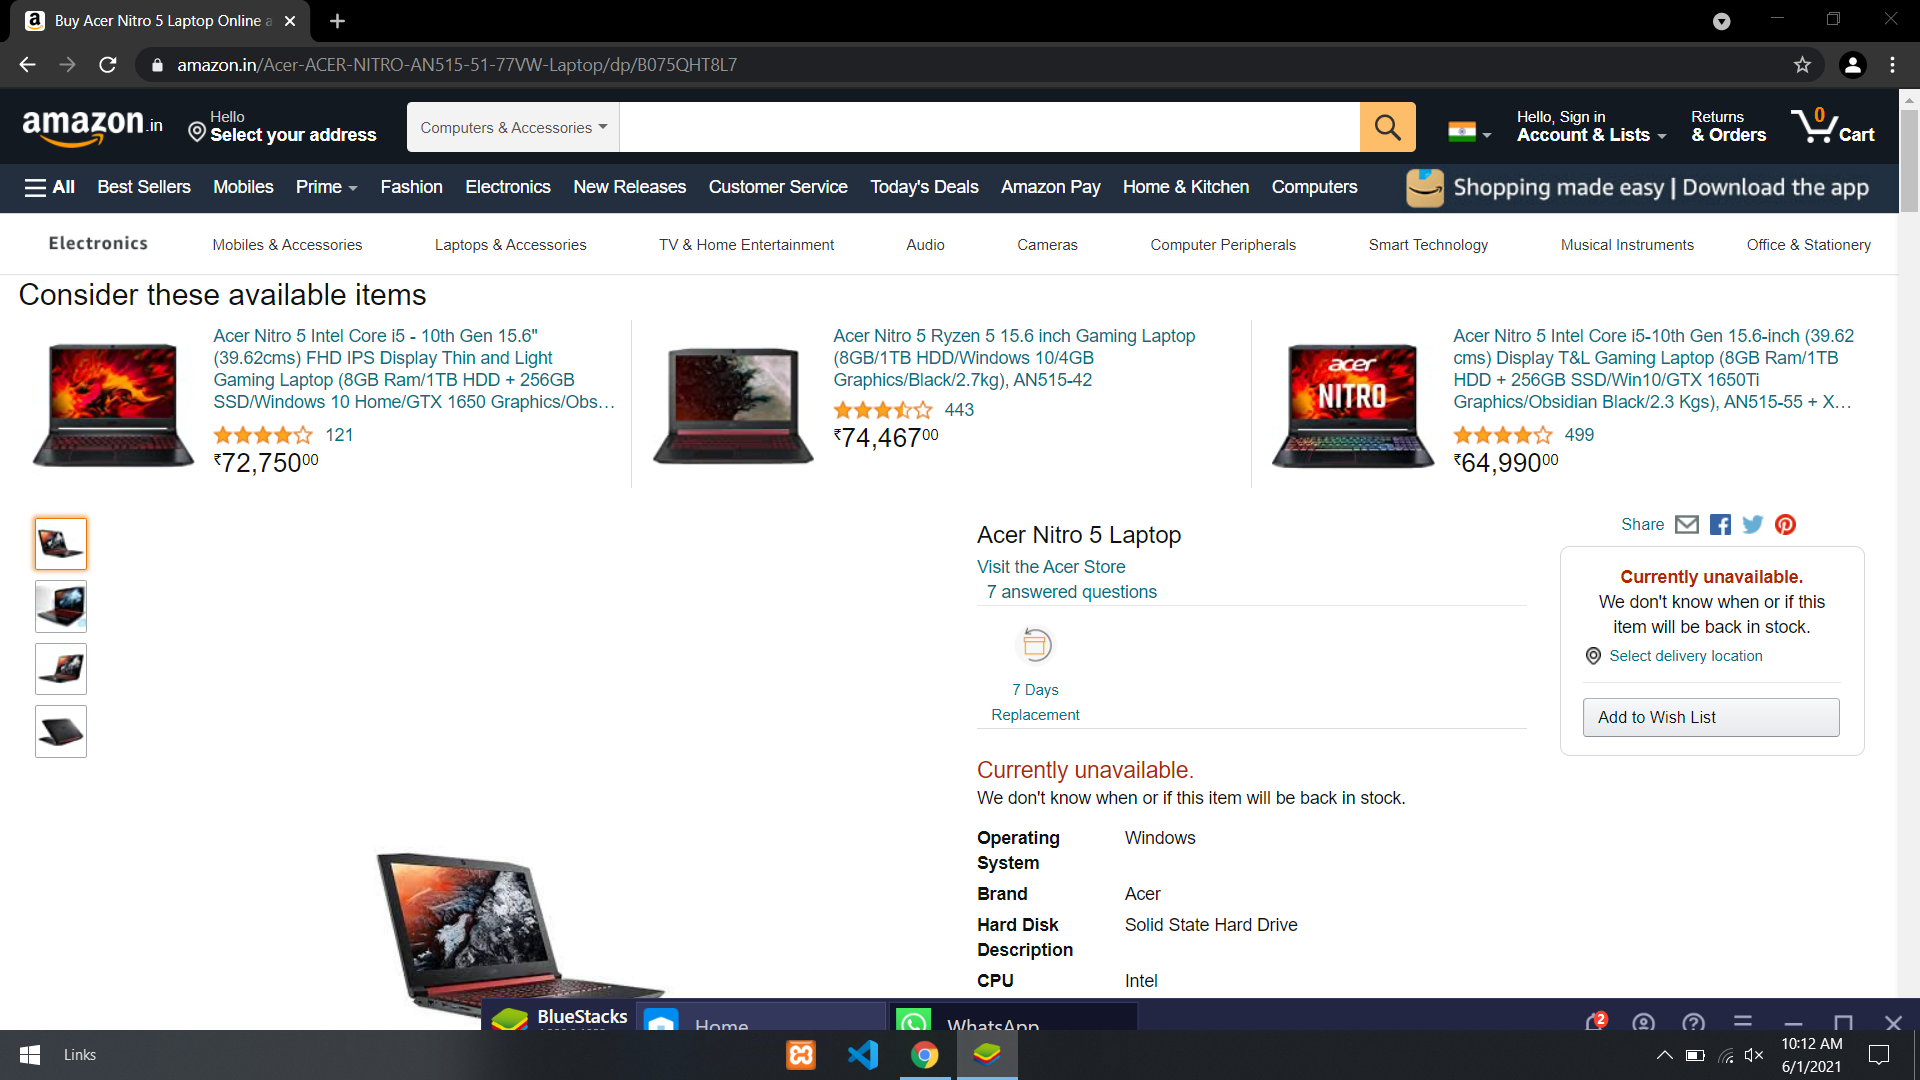 Buy Acer Nitro 5 Laptop Online a
amazon.in/Acer-ACER-NITRO-AN515-51-77VW-Laptop/dp/B075QHT8L7
amazon.in
Hello
Select your address
Computers & Accessories
Hello, Sign in
Account & Lists
Returns
& Orders
0
Cart
All
Best Sellers
Mobiles
Prime
Fashion
Electronics
New Releases
Customer Service
Today's Deals
Amazon Pay
Home & Kitchen
Computers
Shopping made easy | Download the app
Electronics
Mobiles & Accessories
Laptops & Accessories
TV & Home Entertainment
Audio
Cameras
Computer Peripherals
Smart Technology
Musical Instruments
Office & Stationery
Consider these available items
Acer Nitro 5 Intel Core i5 - 10th Gen 15.6"
(39.62cms) FHD IPS Display Thin and Light
Gaming Laptop (8GB Ram/1TB HDD + 256GB
SSD/Windows 10 Home/GTX 1650 Graphics/Obs…
121
₹72,75000
Acer Nitro 5 Ryzen 5 15.6 inch Gaming Laptop
(8GB/1TB HDD/Windows 10/4GB
Graphics/Black/2.7kg), AN515-42
443
₹74,46700
acer
NITRO
Acer Nitro 5 Intel Core i5-10th Gen 15.6-inch (39.62
cms) Display T&L Gaming Laptop (8GB Ram/1TB
HDD + 256GB SSD/Win10/GTX 1650Ti
Graphics/Obsidian Black/2.3 Kgs), AN515-55 + X…
499
₹64,99000
Acer Nitro 5 Laptop
Visit the Acer Store
7 answered questions
7 Days
Replacement
Currently unavailable.
We don't know when or if this item will be back in stock.
Operating
System
Windows
Brand
Acer
Hard Disk
Description
Solid State Hard Drive
CPU
Intel
Share
Currently unavailable.
We don't know when or if this
item will be back in stock.
Select delivery location
Add to Wish List
BlueStacks
Home
WhatsApp
2
Links
10:12 AM
6/1/2021